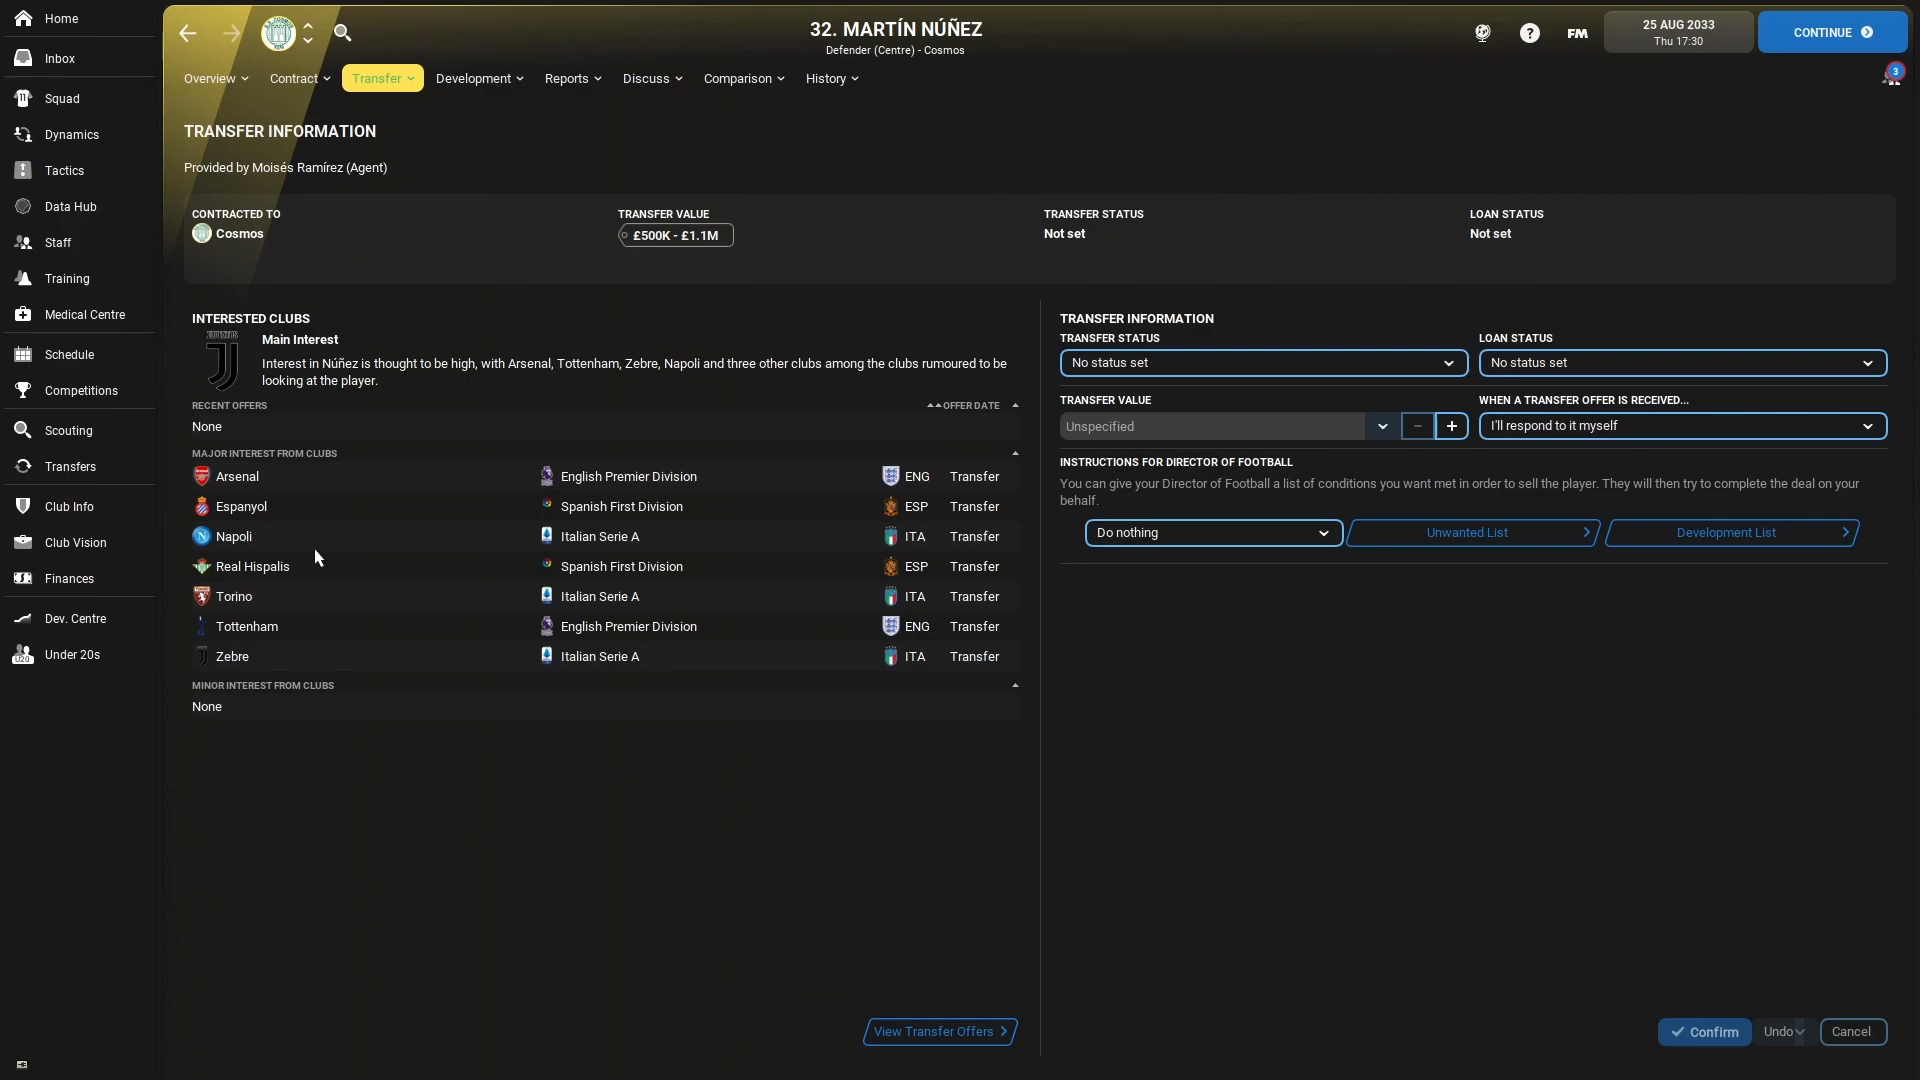 Home
Inbox
Squad
Dynamics
Tactics
Data Hub
Staff
Training
Medical Centre
Schedule
Competitions
Scouting
Transfers
Club Info
Club Vision
Finances
Dev. Centre
U20
Under 20s
32. MARTÍN NÚÑEZ
Defender (Centre) - Cosmos
?
FM
25 AUG 2033
Thu 17:30
CONTINUE
Overview
Contract
Transfer
Development
Reports
Discuss
Comparison
History
3
TRANSFER INFORMATION
Provided by Moisés Ramírez (Agent)
CONTRACTED TO
Cosmos
TRANSFER VALUE
£500K - £1.1M
TRANSFER STATUS
Not set
LOAN STATUS
Not set
INTERESTED CLUBS
JUVENTUS
Main Interest
Interest in Núñez is thought to be high, with Arsenal, Tottenham, Zebre, Napoli and three other clubs among the clubs rumoured to be
looking at the player.
RECENT OFFERS OFFER DATE
None
MAJOR INTEREST FROM CLUBS
Arsenal English Premier Division ENG Transfer
Espanyol Spanish First Division ESP Transfer
Napoli Italian Serie A ITA Transfer
Real Hispalis Spanish First Division ESP Transfer
Torino Italian Serie A ITA Transfer
Tottenham English Premier Division ENG Transfer
Zebre Italian Serie A ITA Transfer
MINOR INTEREST FROM CLUBS
None
View Transfer Offers
TRANSFER INFORMATION
TRANSFER STATUS
No status set
LOAN STATUS
No status set
TRANSFER VALUE
Unspecified
WHEN A TRANSFER OFFER IS RECEIVED...
I'll respond to it myself
INSTRUCTIONS FOR DIRECTOR OF FOOTBALL
You can give your Director of Football a list of conditions you want met in order to sell the player. They will then try to complete the deal on your
behalf.
Do nothing
Unwanted List
Development List
Confirm
Undo
Cancel